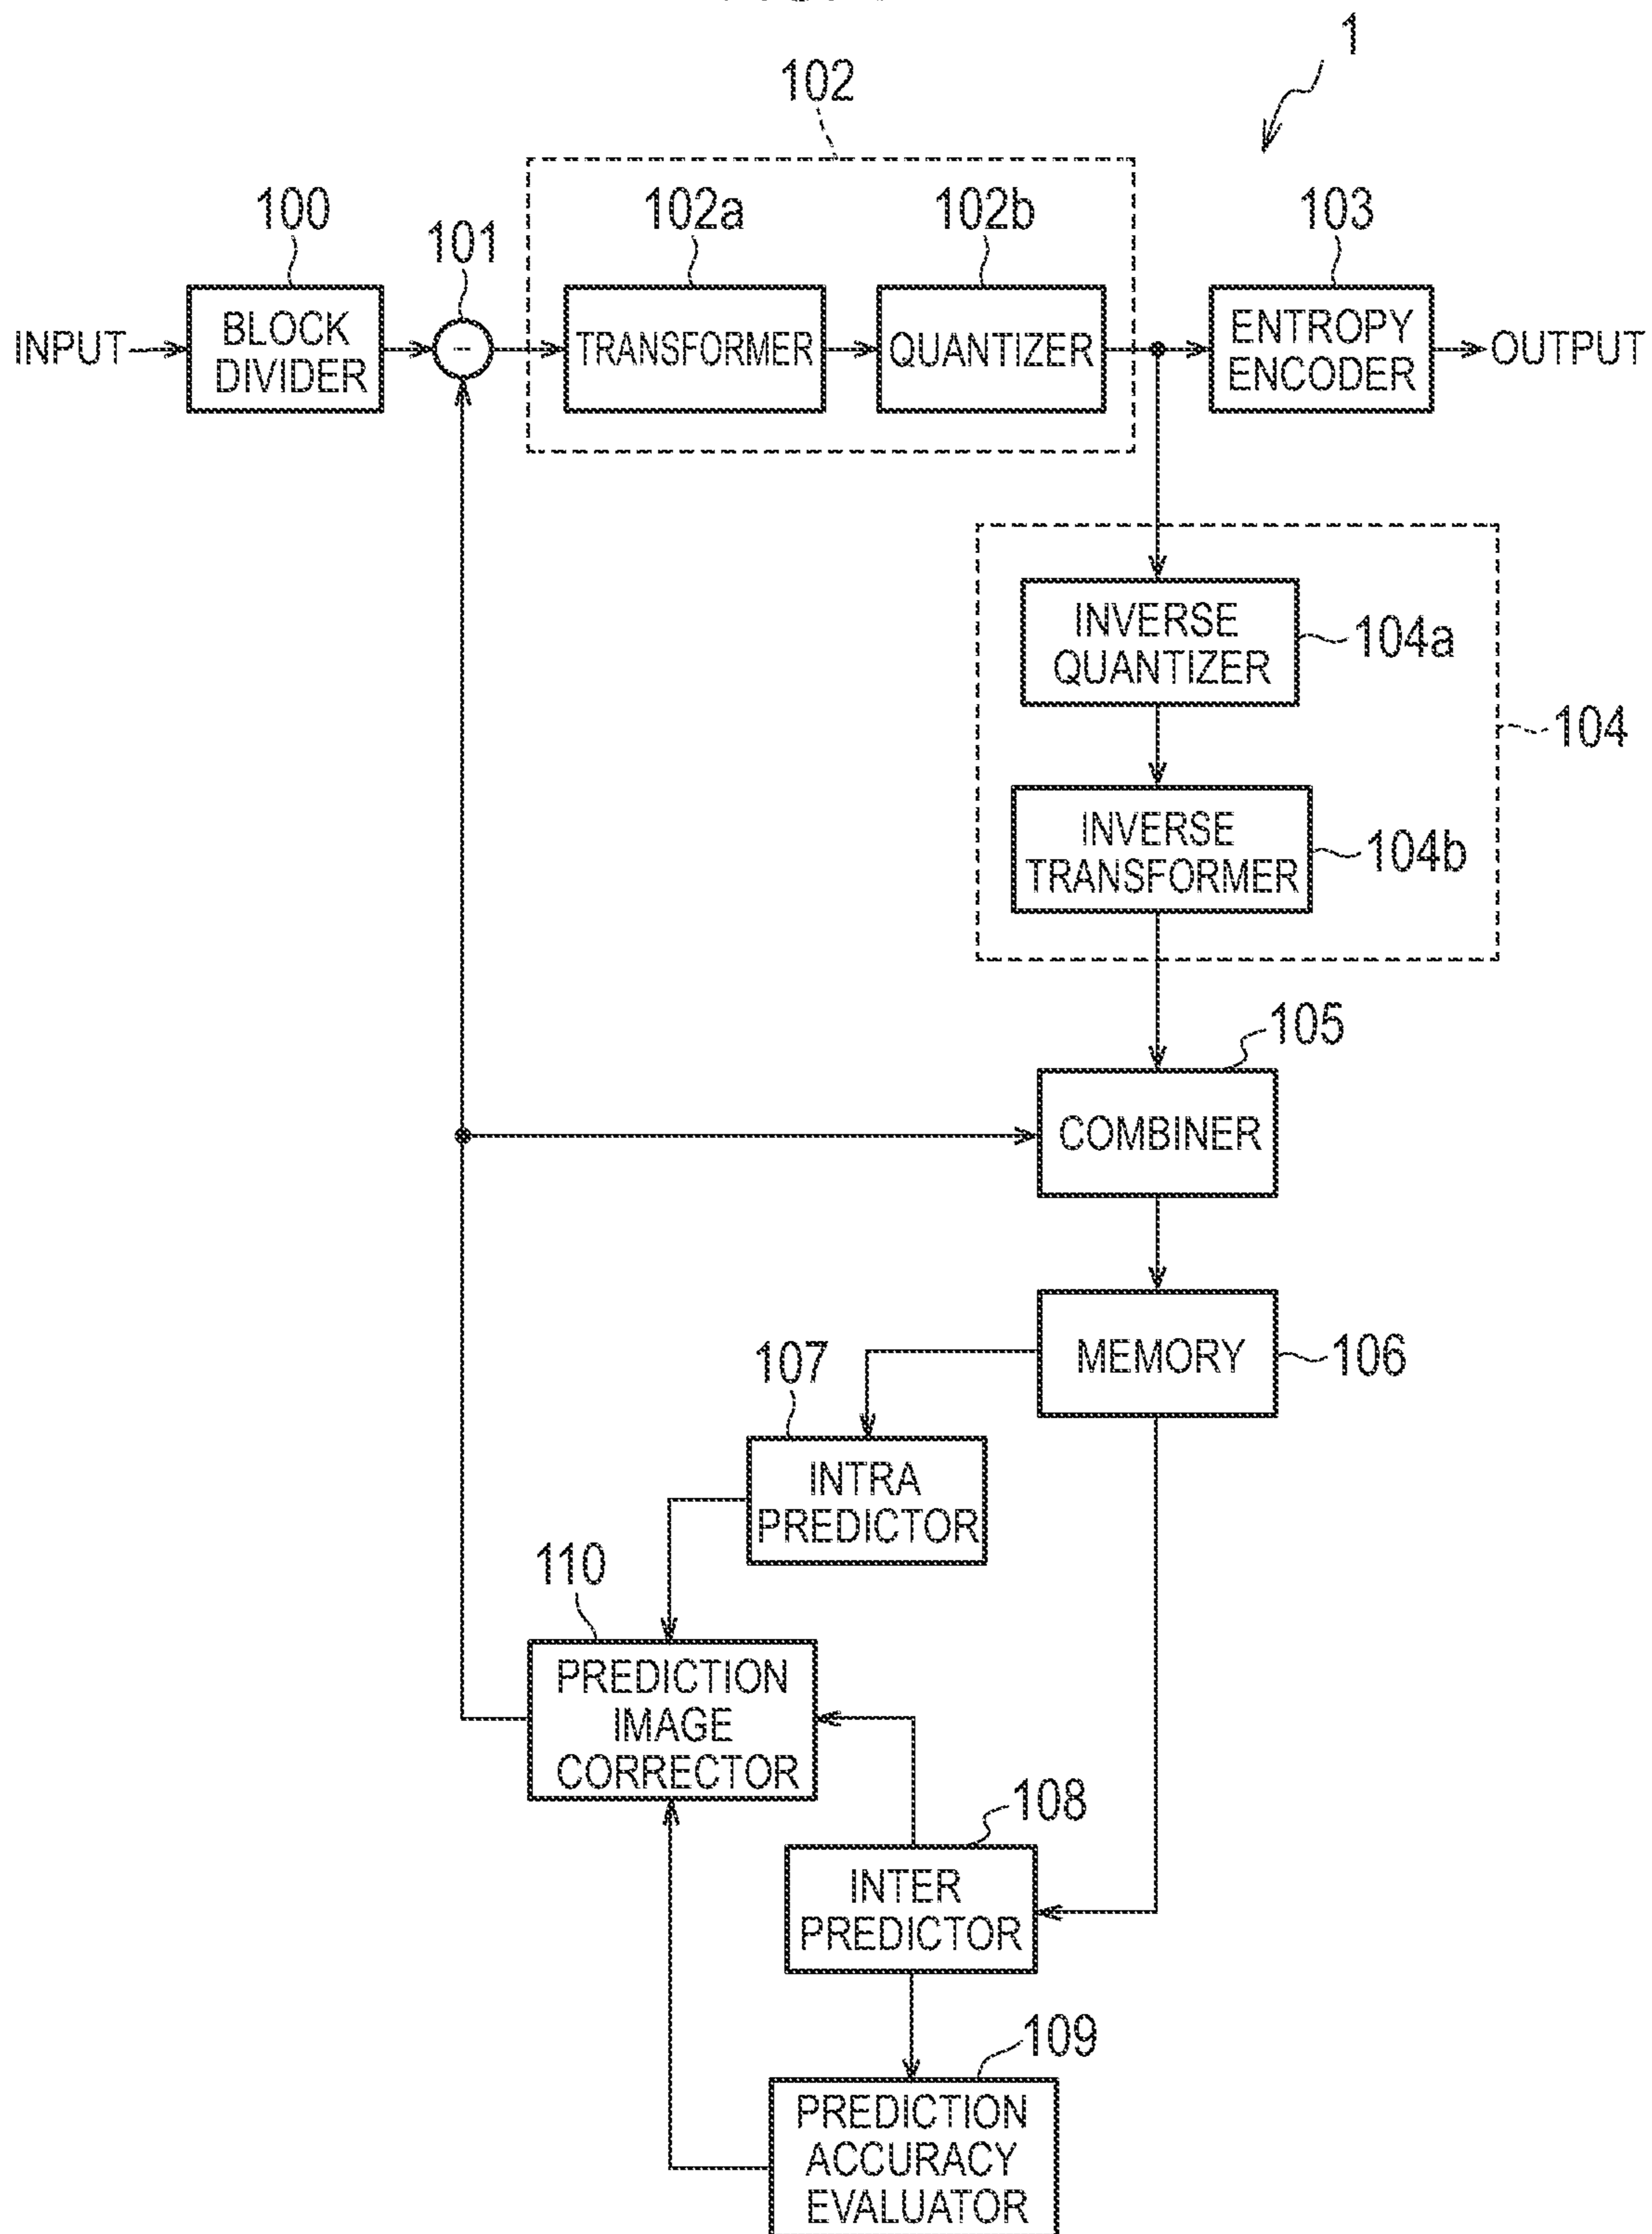 1
102
100
101
102a
102b
103
INPUT
BLOCK
DIVIDER
-
TRANSFORMER
QUANTIZER
ENTROPY
ENCODER
OUTPUT
INVERSE
QUANTIZER
104a
104
INVERSE
TRANSFORMER
104b
105
COMBINER
MEMORY
106
107
INTRA
PREDICTOR
110
PREDICTION
IMAGE
CORRECTOR
108
INTER
PREDICTOR
109
PREDICTION
ACCURACY
EVALUATOR